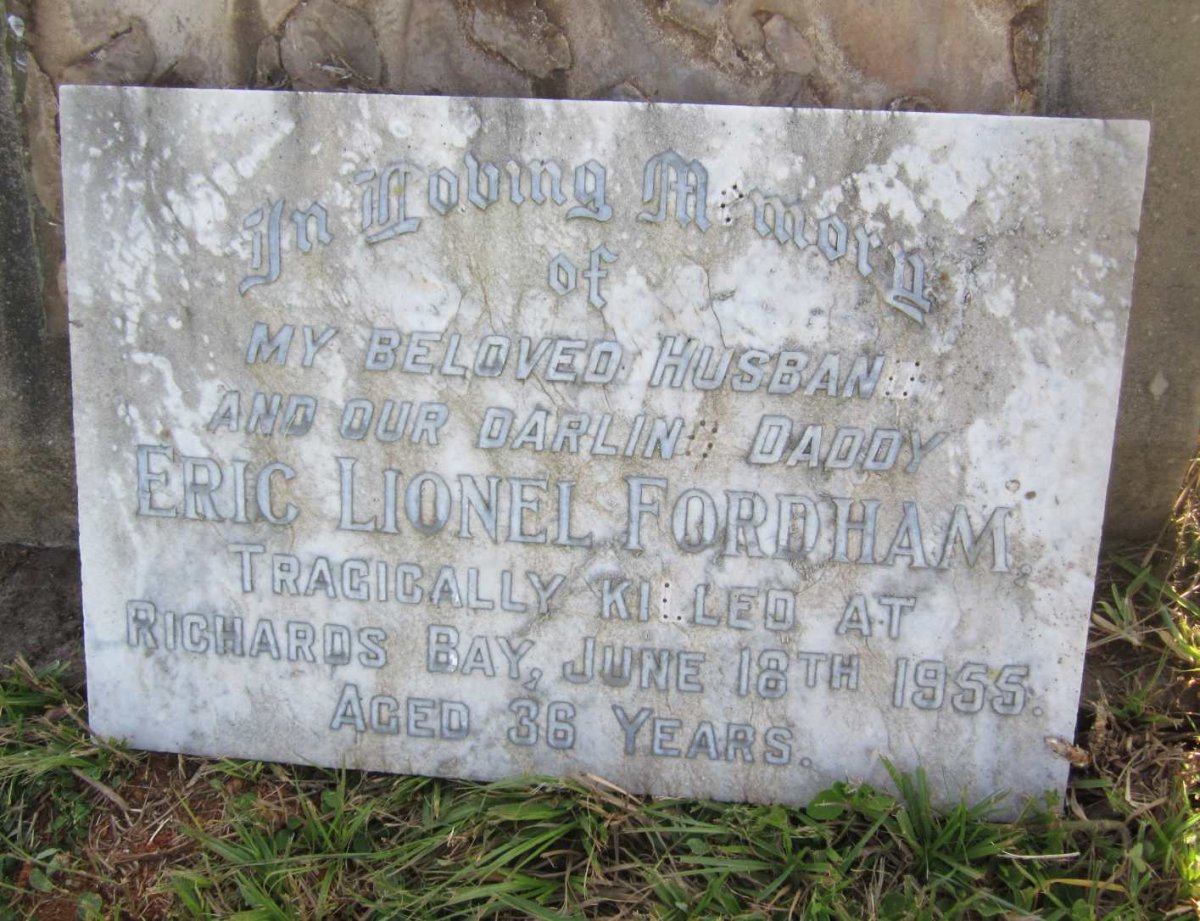 In Loving Memory
of
MY BELOVED HUSBAND
AND OUR DARLING DADDY
ERIC LIONEL FORDHAM,
TRAGICALLY KILLED AT
RICHARDS BAY, JUNE 18TH 1955.
AGED 36 YEARS.